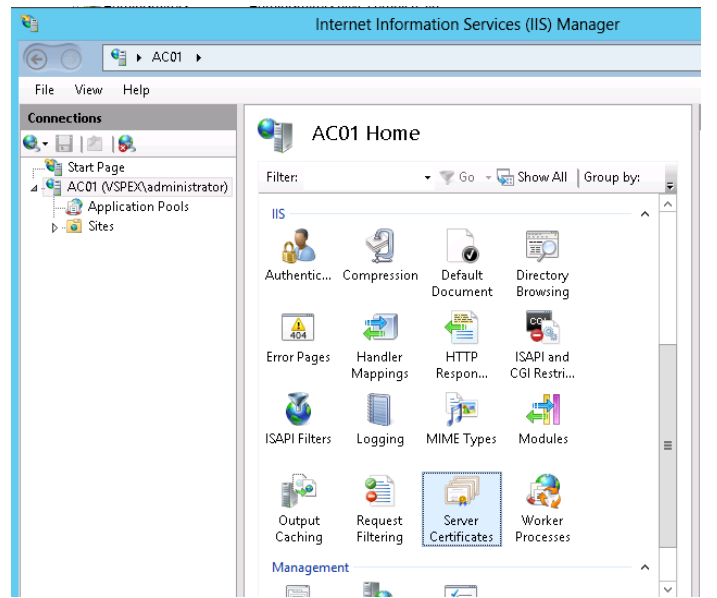 Internet Information Services (IIS) Manager
AC01
File View Help
Connections
Start Page
AC01 (VSPEX\administrator)
Application Pools
Sites
AC01 Home
Filter: Go Show All Group by:
IIS
Authentic... Compression Default Document Directory Browsing
Error Pages Handler Mappings HTTP Respon... ISAPI and CGI Restri...
404 CGI
ISAPI Filters Logging MIME Types Modules
Output Caching Request Filtering Server Certificates Worker Processes
Management